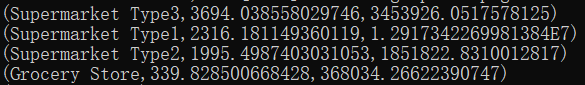 (Supermarket Type3,3694.038558029746,3453926.0517578125)
(Supermarket Type1,2316.181149360119,1.2917342269981384E7)
(Supermarket Type2,1995.4987403031053,1851822.8310012817)
(Grocery Store,339.828500668428,368034.26622390747)